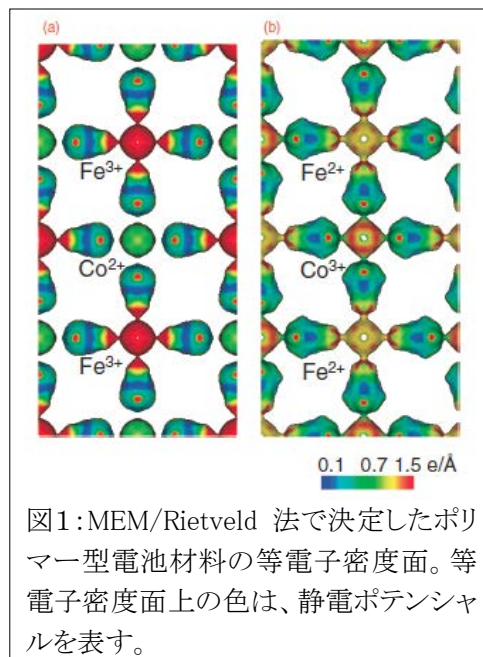 (a)
(b)
Fe³⁺
Fe²⁺
Co²⁺
Co³⁺
Fe³⁺
Fe²⁺
0.1 0.7 1.5 e/Å
図1:MEM/Rietveld 法で決定したポリ
マー型電池材料の等電子密度面。等
電子密度面上の色は、静電ポテンシャ
ルを表す。